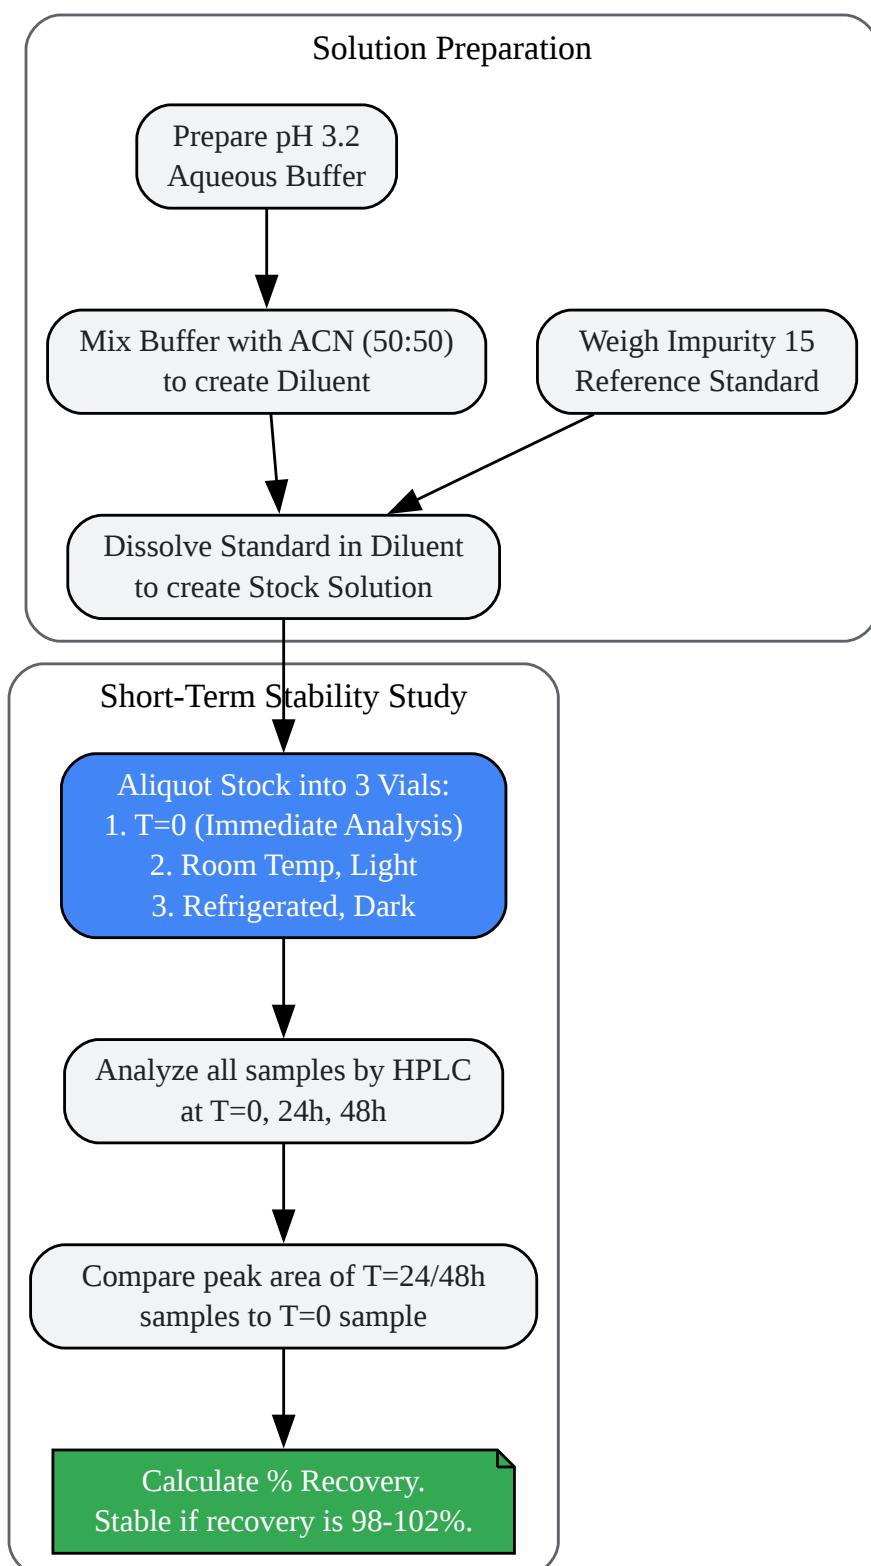 Solution Preparation
Prepare pH 3.2
Aqueous Buffer
Mix Buffer with ACN (50:50)
to create Diluent
Weigh Impurity 15
Reference Standard
Dissolve Standard in Diluent
to create Stock Solution
Short-Term Stability Study
Aliquot Stock into 3 Vials:
1. T=0 (Immediate Analysis)
2. Room Temp, Light
3. Refrigerated, Dark
Analyze all samples by HPLC
at T=0, 24h, 48h
Compare peak area of T=24/48h
samples to T=0 sample
Calculate % Recovery.
Stable if recovery is 98-102%.